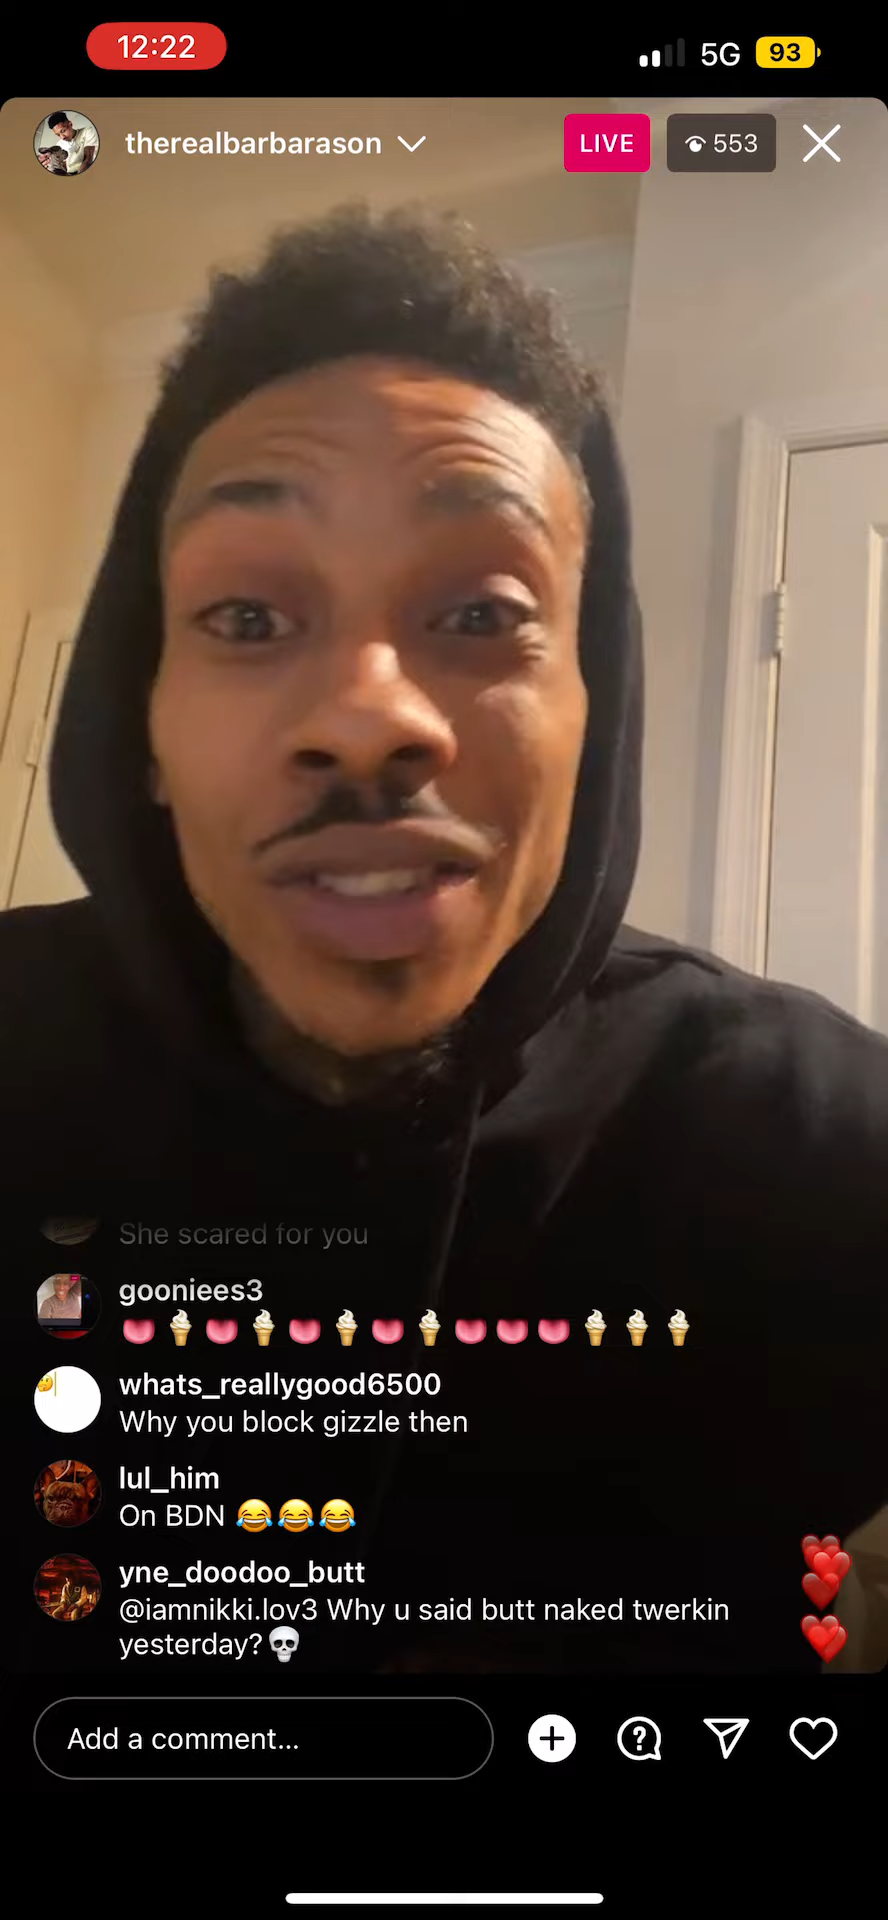 12:22
5G 93
therealbarbarason
LIVE
553
She scared for you
gooniees3
👅🍦👅🍦👅🍦👅🍦👅👅👅🍦🍦🍦
whats_reallygood6500
Why you block gizzle then
lul_him
On BDN 😂😂😂
yne_doodoo_butt
@iamnikki.lov3 Why u said butt naked twerkin
yesterday?💀
Add a comment...